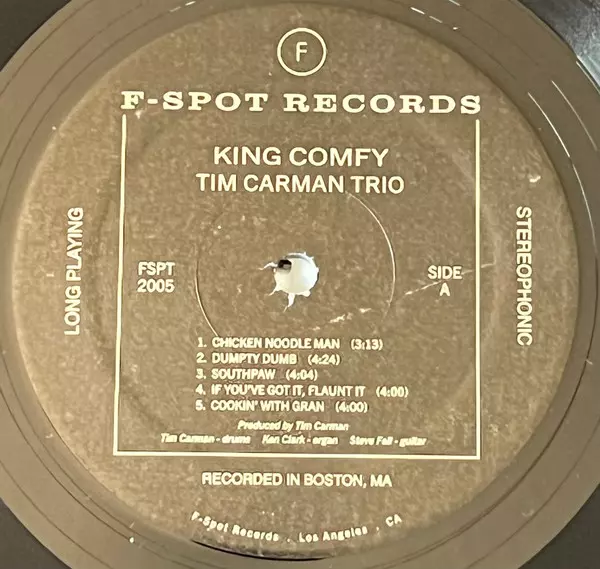 F
F-SPOT RECORDS
KING COMFY
TIM CARMAN TRIO
LONG PLAYING
STEREOPHONIC
FSPT
2005
SIDE
A
1. CHICKEN NOODLE MAN (3:13)
2. DUMPTY DUMB (4:24)
3. SOUTHPAW (4:04)
4. IF YOU'VE GOT IT, FLAUNT IT (4:00)
5. COOKIN' WITH GRAN (4:00)
Produced by Tim Carman
Tim Carman - drums Ken Clark - organ Steve Fell - guitar
RECORDED IN BOSTON, MA
F-Spot Records . Los Angeles . CA